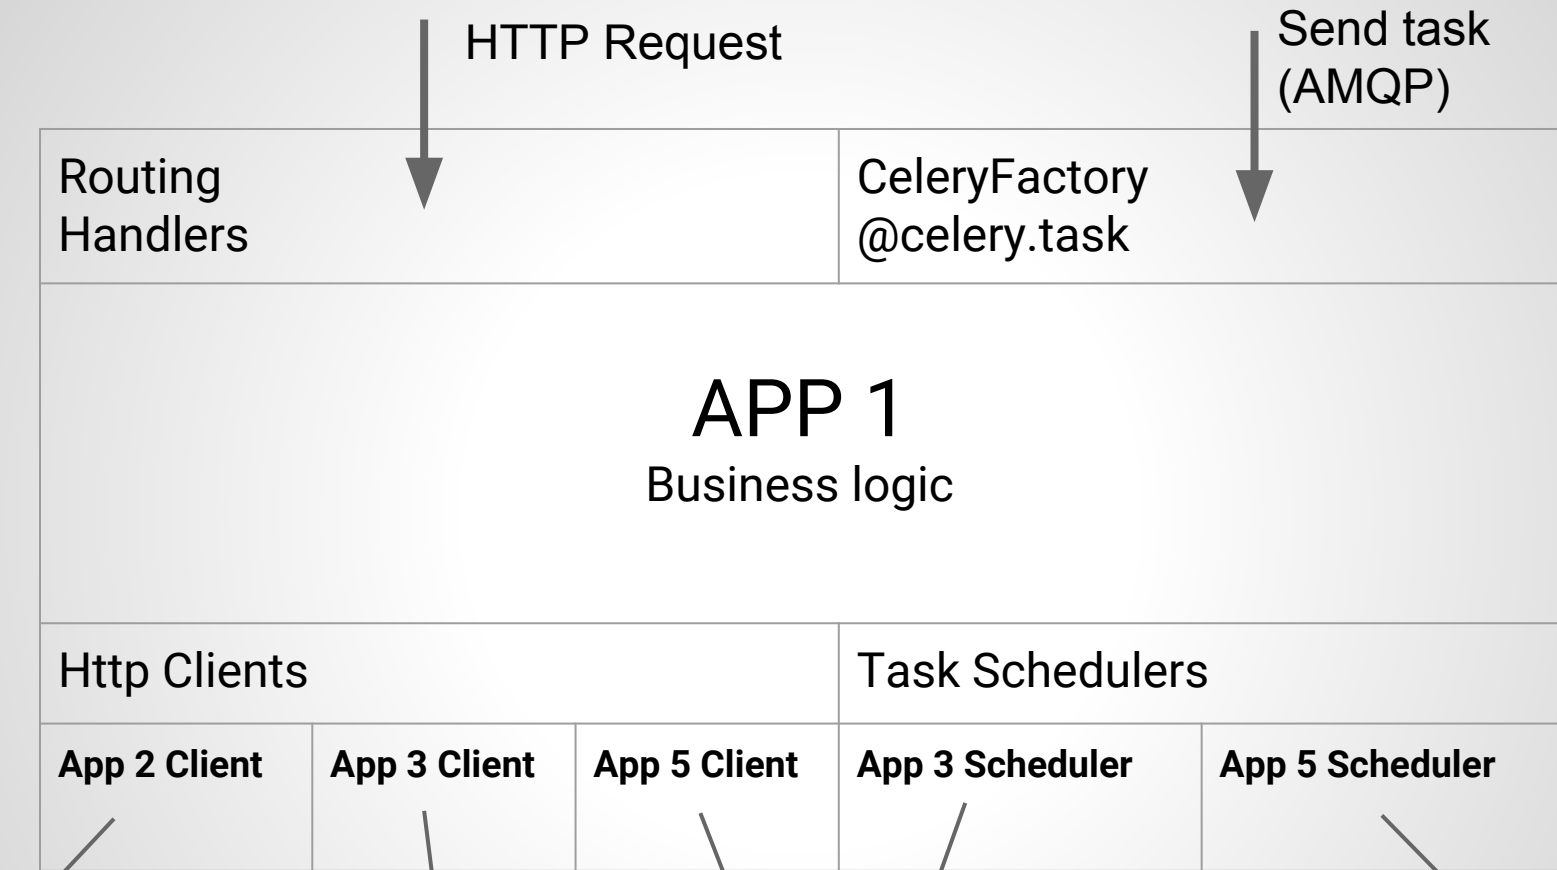 HTTP Request
Send task
(AMQP)
Routing
Handlers
CeleryFactory
@celery.task
APP 1
Business logic
Http Clients
Task Schedulers
App 2 Client
App 3 Client
App 5 Client
App 3 Scheduler
App 5 Scheduler